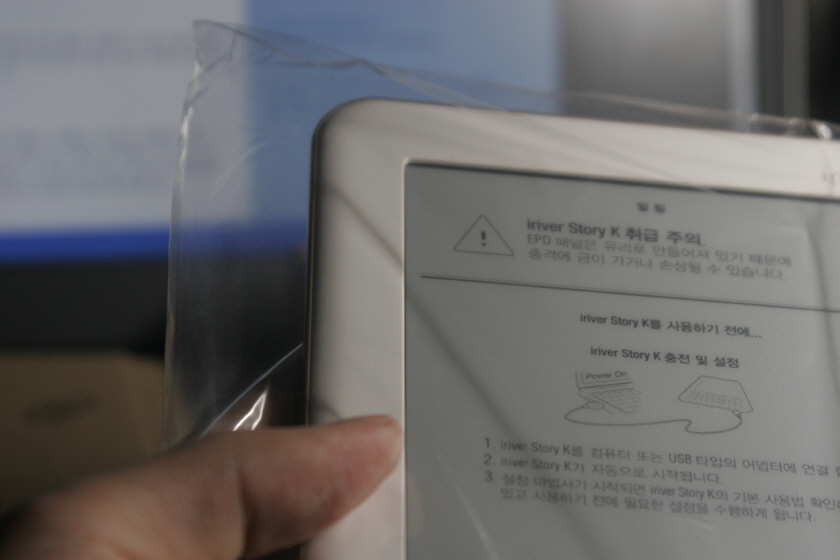 알림
iriver Story K 취급 주의.
EPD 패널은 유리로 만들어져 있기 때문에
충격에 금이 가거나 손상될 수 있습니다.
iriver Story K를 사용하기 전에...
iriver Story K 충전 및 설정
Power On
1. iriver Story K를 컴퓨터 또는 USB 타입의 어댑터에 연결
2. iriver Story K가 자동으로 시작됩니다.
3. 설정 마법사가 시작되면 iriver Story K의 기본 사용법 확인
있고 사용하기 전에 필요한 설정을 수행하게 됩니다.